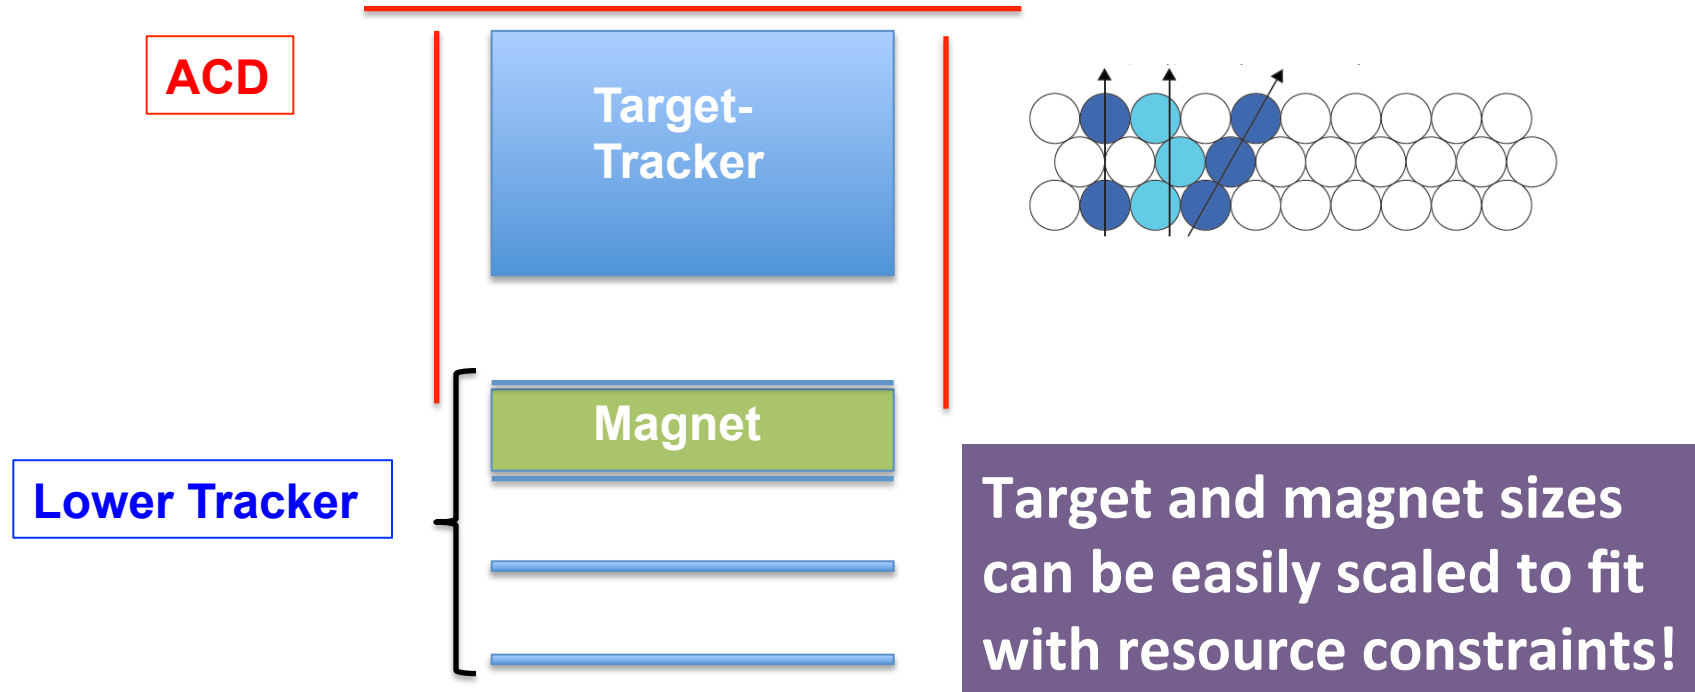 ACD
Target-
Tracker
Magnet
Lower Tracker
Target and magnet sizes
can be easily scaled to fit
with resource constraints!